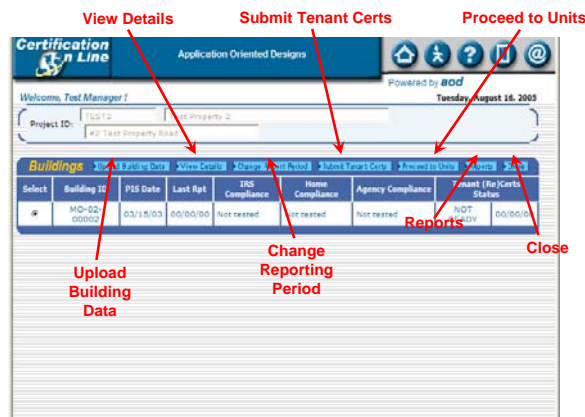 View Details
Submit Tenant Certs
Proceed to Units
Certification
On Line
Application Oriented Designs
Powered by aod
Welcome, Test Manager !
Tuesday, August 16, 2005
Project ID:
TEST2
Test Property 2
#2 Test Property Road
Buildings
Upload Building Data
View Details
Change Report Period
Submit Tenant Certs
Proceed to Units
Reports
Close
Select
Building ID
PIS Date
Last Rpt
IRS Compliance
Home Compliance
Agency Compliance
Tenant (Re)Certs Status
MO-02-00002
03/15/03
00/00/00
Not tested
Not tested
Not tested
NOT READY
00/00/00
Upload
Building
Data
Change
Reporting
Period
Reports
Close